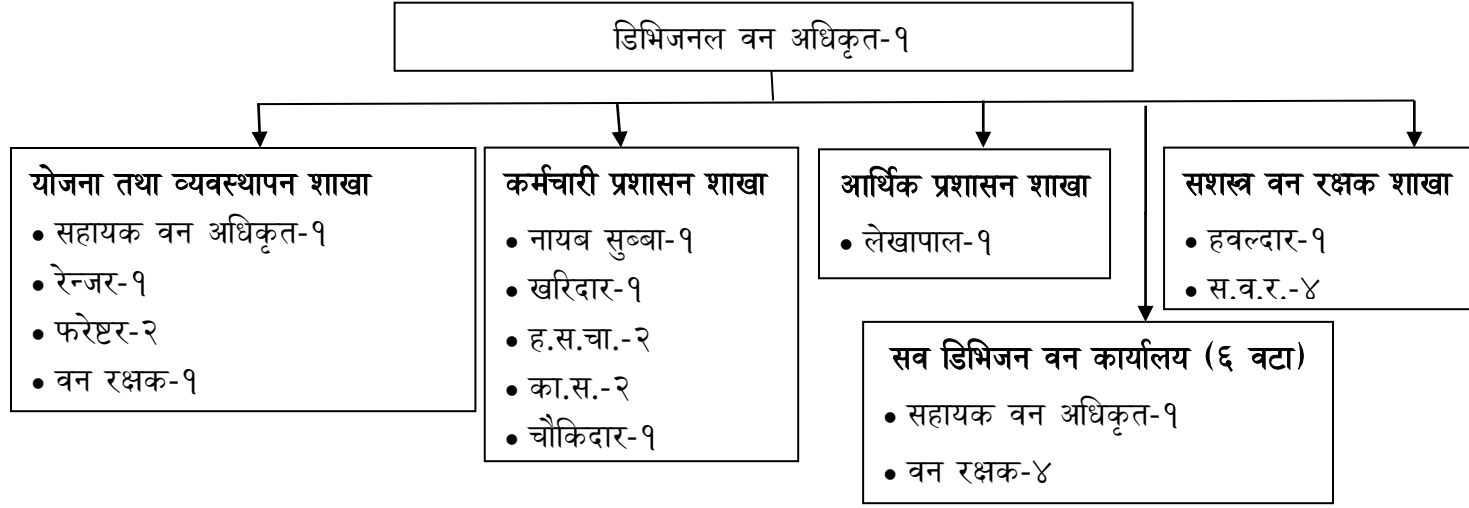 डिभिजनल वन अधिकृत-१
योजना तथा व्यवस्थापन शाखा
• सहायक वन अधिकृत-१
• रेन्जर-१
• फरेष्टर-२
• वन रक्षक-१
कर्मचारी प्रशासन शाखा
• नायब सुब्बा-१
• खरिदार-१
• ह.स.चा.-२
• का.स.-२
• चौकिदार-१
आर्थिक प्रशासन शाखा
• लेखापाल-१
सशस्त्र वन रक्षक शाखा
• हवल्दार-१
• स.व.र.-४
सव डिभिजन वन कार्यालय (६ वटा)
• सहायक वन अधिकृत-१
• वन रक्षक-४